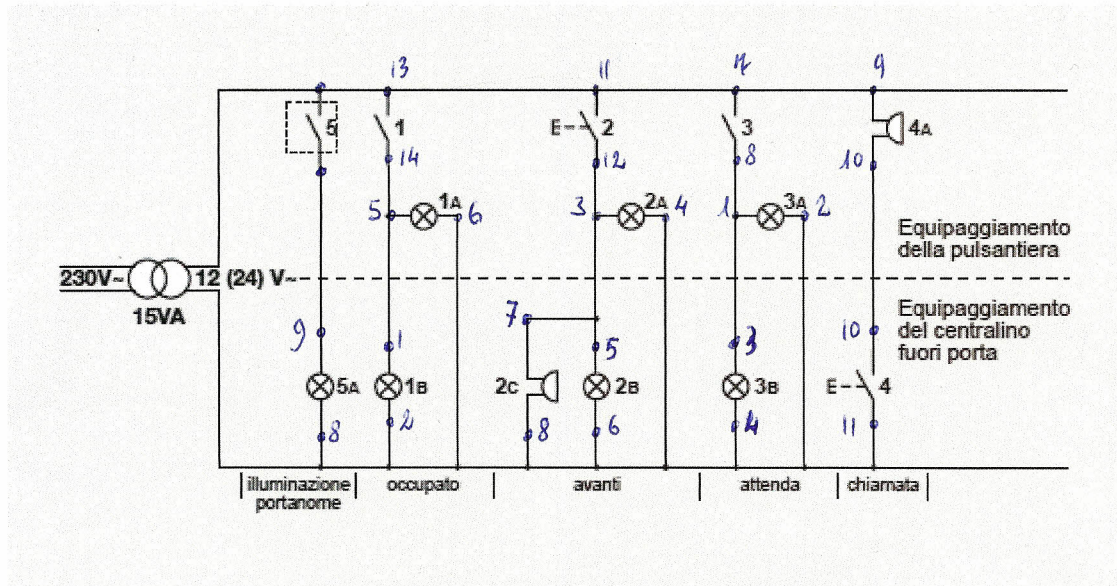 13 11 7 9
5 1 E 2 3 4A
14 12 8 10
5 1A 6 3 2A 4 1 3A 2
Equipaggiamento
della pulsantiera
230V~ 12 (24) V~
15VA
Equipaggiamento
del centralino
fuori porta
7
9 1 5 3 10
5A 1B 2C 2B 3B E 4
8 2 8 6 4 11
illuminazione
portanome
occupato
avanti
attenda
chiamata